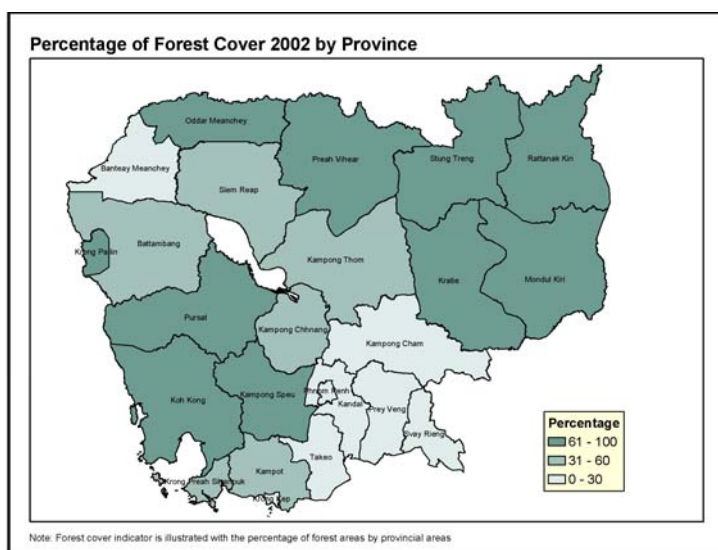 Percentage of Forest Cover 2002 by Province
Oddar Meanchey
Banteay Meanchey
Preah Vihear
Stung Treng
Rattanak Kiri
Siem Reap
Battambang
Krong Pailin
Kampong Thom
Kratie
Mondul Kiri
Pursat
Kampong Chhnang
Kampong Cham
Koh Kong
Kampong Speu
Phnom Penh
Kandal
Prey Veng
Svay Rieng
Takeo
Kampot
Krong Preah Sihanouk
Krong Kep
Percentage
61 - 100
31 - 60
0 - 30
Note: Forest cover indicator is illustrated with the percentage of forest areas by provincial areas